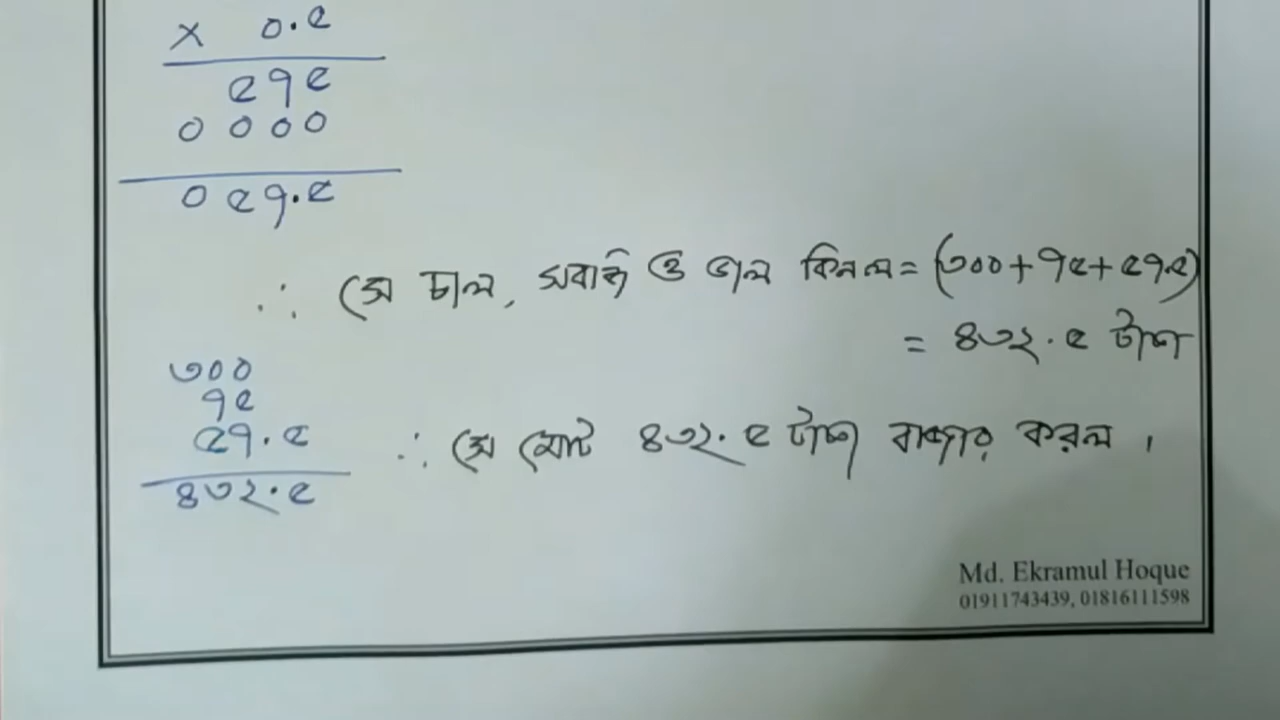 × ০.৫
৫৭৫
০০০০
০৫৭.৫
∴ সে চাল, সবজি ও ডাল কিনল = (৩০০+৭৫+৫৭.৫)
= ৪৩২.৫ টাকা
৩০০
৭৫
৫৭.৫
৪৩২.৫
∴ সে মোট ৪৩২.৫ টাকা বাজার করল।
Md. Ekramul Hoque
01911743439, 01816111598